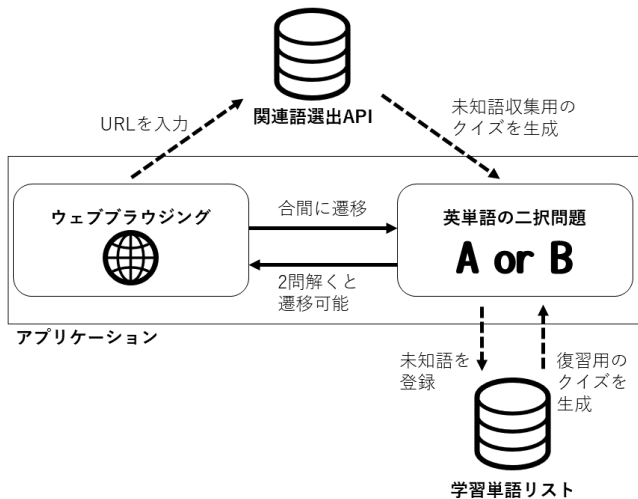 関連語選出API
URLを入力
未知語収集用の
クイズを生成
ウェブブラウジング
合間に遷移
2問解くと
遷移可能
英単語の二択問題
A or B
アプリケーション
未知語を
登録
復習用の
クイズを
生成
学習単語リスト